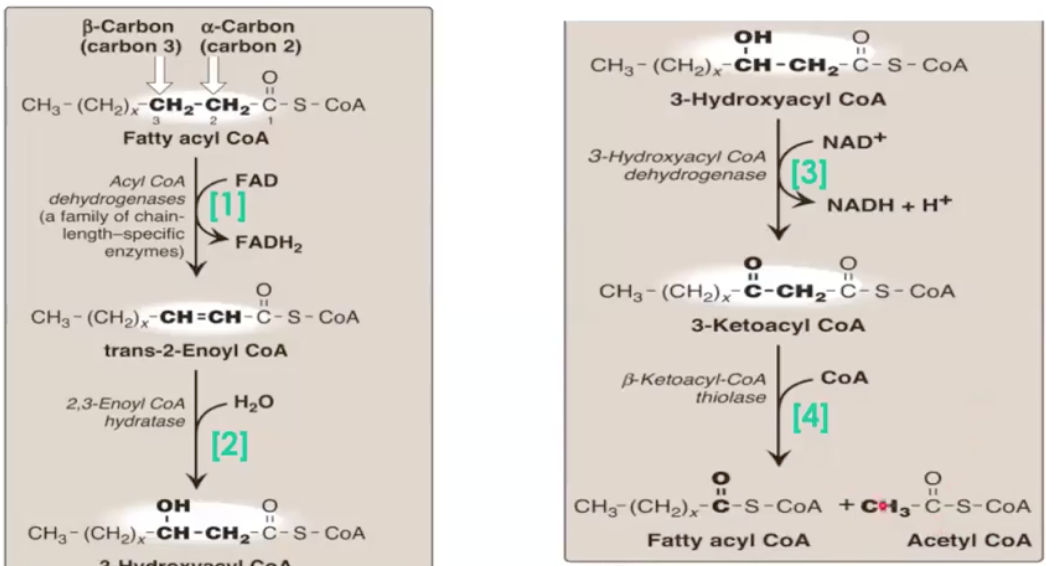 β-Carbon α-Carbon
(carbon 3) (carbon 2)
O
CH₃-(CH₂)ₓ-CH₂-CH₂-C-S-CoA
3 2 1
Fatty acyl CoA
Acyl CoA
dehydrogenases
(a family of chain-
length–specific
enzymes)
FAD
[1]
FADH₂
O
CH₃-(CH₂)ₓ-CH=CH-C-S-CoA
trans-2-Enoyl CoA
2,3-Enoyl CoA
hydratase
H₂O
[2]
OH O
CH₃-(CH₂)ₓ-CH-CH₂-C-S-CoA
3-Hydroxyacyl CoA
OH O
CH₃-(CH₂)ₓ-CH-CH₂-C-S-CoA
3-Hydroxyacyl CoA
3-Hydroxyacyl CoA
dehydrogenase
NAD⁺
[3]
NADH + H⁺
O O
CH₃-(CH₂)ₓ-C-CH₂-C-S-CoA
3-Ketoacyl CoA
β-Ketoacyl-CoA
thiolase
CoA
[4]
O O
CH₃-(CH₂)ₓ-C-S-CoA + CH₃-C-S-CoA
Fatty acyl CoA Acetyl CoA